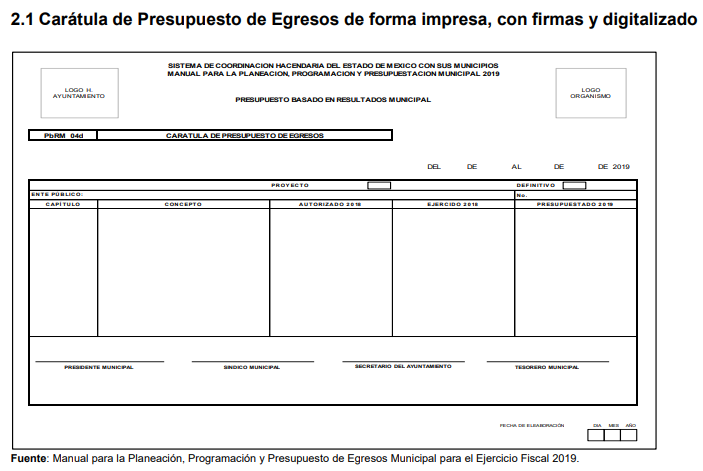 2.1 Carátula de Presupuesto de Egresos de forma impresa, con firmas y digitalizado
SISTEMA DE COORDINACION HACENDARIA DEL ESTADO DE MEXICO CON SUS MUNICIPIOS
MANUAL PARA LA PLANEACION, PROGRAMACION Y PRESUPUESTACION MUNICIPAL 2019
LOGO H.
AYUNTAMIENTO
LOGO
ORGANISMO
PRESUPUESTO BASADO EN RESULTADOS MUNICIPAL
PbRM 04d CARATULA DE PRESUPUESTO DE EGRESOS
DEL DE AL DE DE 2019
PROYECTO DEFINITIVO
ENTE PÚBLICO: No.
CAPÍTULO CONCEPTO AUTORIZADO 2018 EJERCIDO 2018 PRESUPUESTADO 2019
PRESIDENTE MUNICIPAL SINDICO MUNICIPAL SECRETARIO DEL AYUNTAMIENTO TESORERO MUNICIPAL
FECHA DE ELEABORACIÓN DIA MES AÑO
Fuente: Manual para la Planeación, Programación y Presupuesto de Egresos Municipal para el Ejercicio Fiscal 2019.